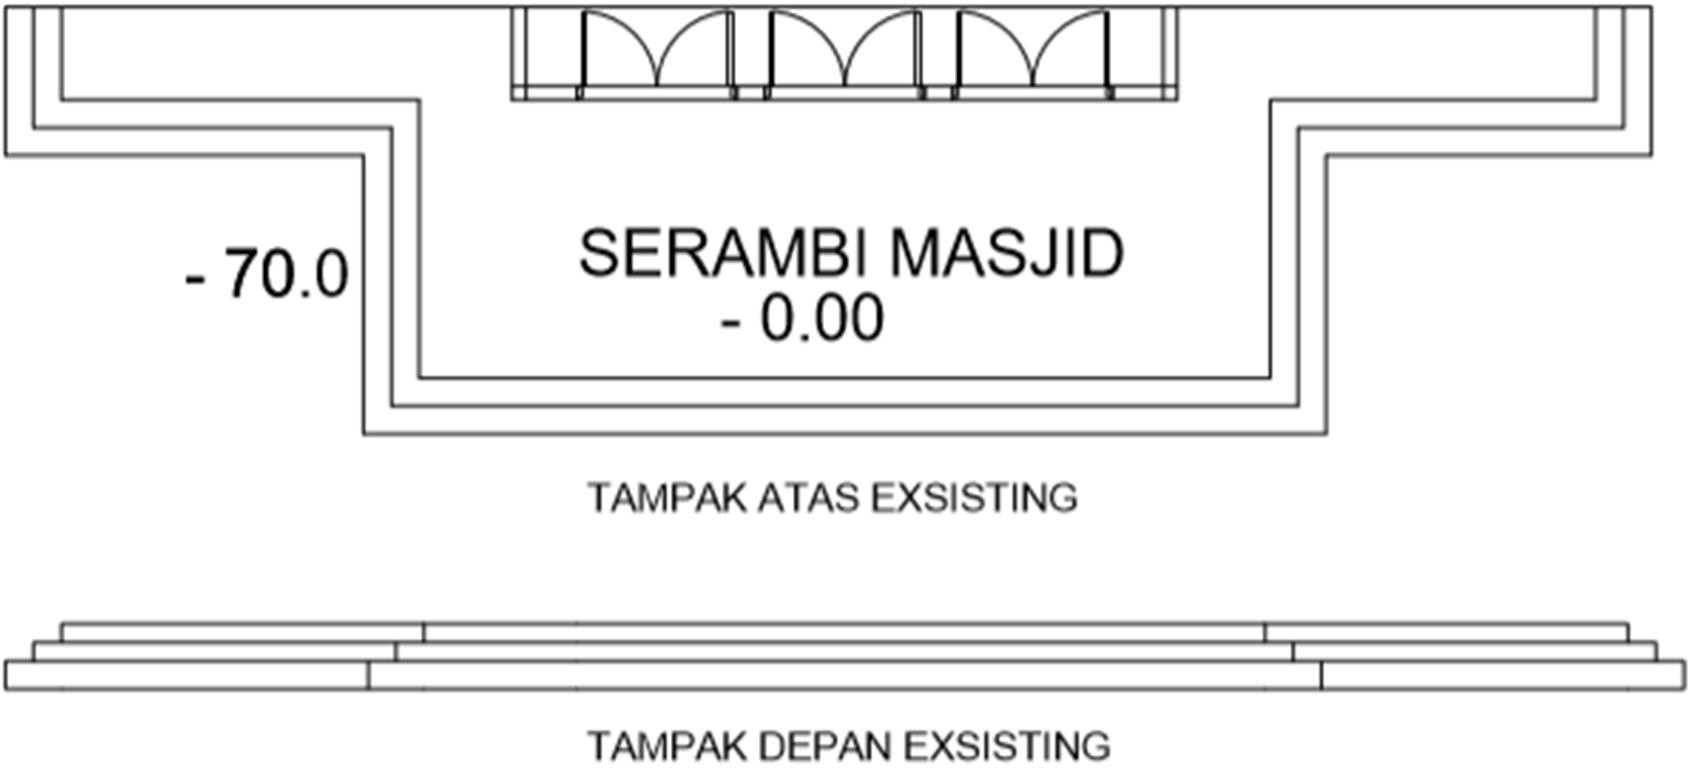 SERAMBI MASJID
- 70.0
- 0.00
TAMPAK ATAS EXSISTING
TAMPAK DEPAN EXSISTING